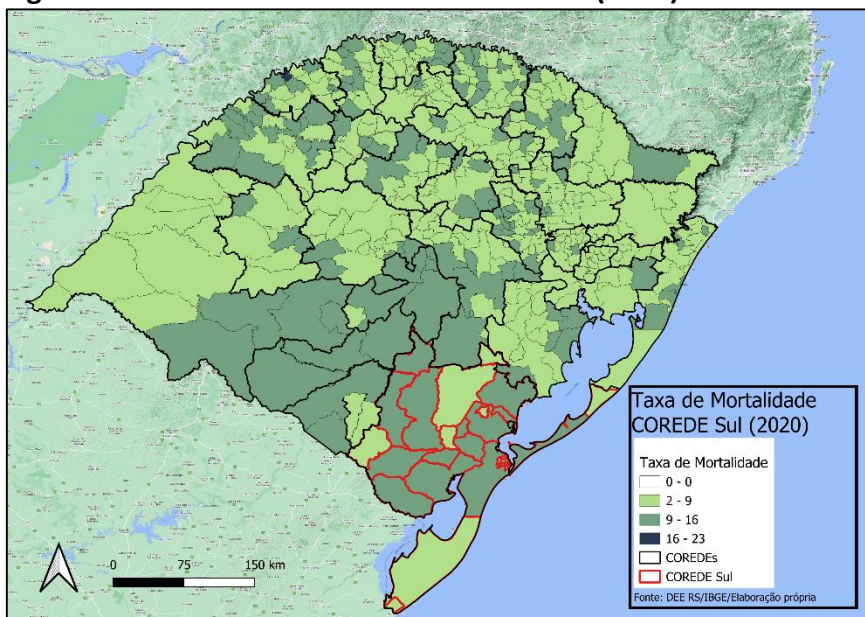 Taxa de Mortalidade
COREDE Sul (2020)
Taxa de Mortalidade
0 - 0
2 - 9
9 - 16
16 - 23
COREDEs
COREDE Sul
Fonte: DEE RS/IBGE/Elaboração própria
0 75 150 km